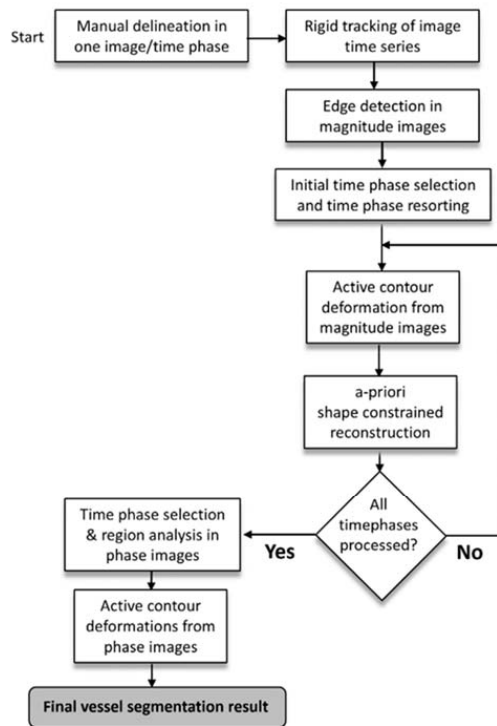 Start
Manual delineation in
one image/time phase
Rigid tracking of image
time series
Edge detection in
magnitude images
Initial time phase selection
and time phase resorting
Active contour
deformation from
magnitude images
a-priori
shape constrained
reconstruction
All
timephases
processed?
Yes
No
Time phase selection
& region analysis in
phase images
Active contour
deformations from
phase images
Final vessel segmentation result